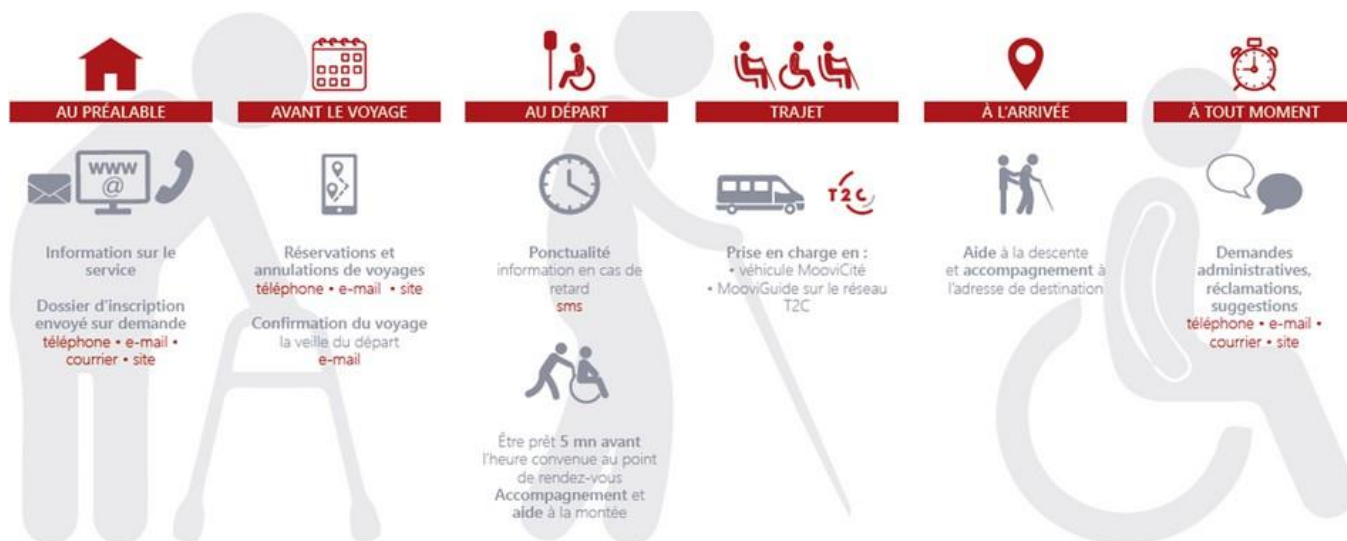 AU PRÉALABLE
WWW
@
Information sur le
service
Dossier d'inscription
envoyé sur demande
téléphone • e-mail •
courrier • site
AVANT LE VOYAGE
Réservations et
annulations de voyages
téléphone • e-mail • site
Confirmation du voyage
la veille du départ
e-mail
AU DÉPART
Ponctualité
information en cas de
retard
sms
Être prêt 5 mn avant
l'heure convenue au point
de rendez-vous
Accompagnement et
aide à la montée
TRAJET
T2C
Prise en charge en :
• véhicule MooviCité
• MooviGuide sur le réseau
T2C
À L'ARRIVÉE
Aide à la descente
et accompagnement à
l'adresse de destination
À TOUT MOMENT
Demandes
administratives,
réclamations,
suggestions
téléphone • e-mail •
courrier • site